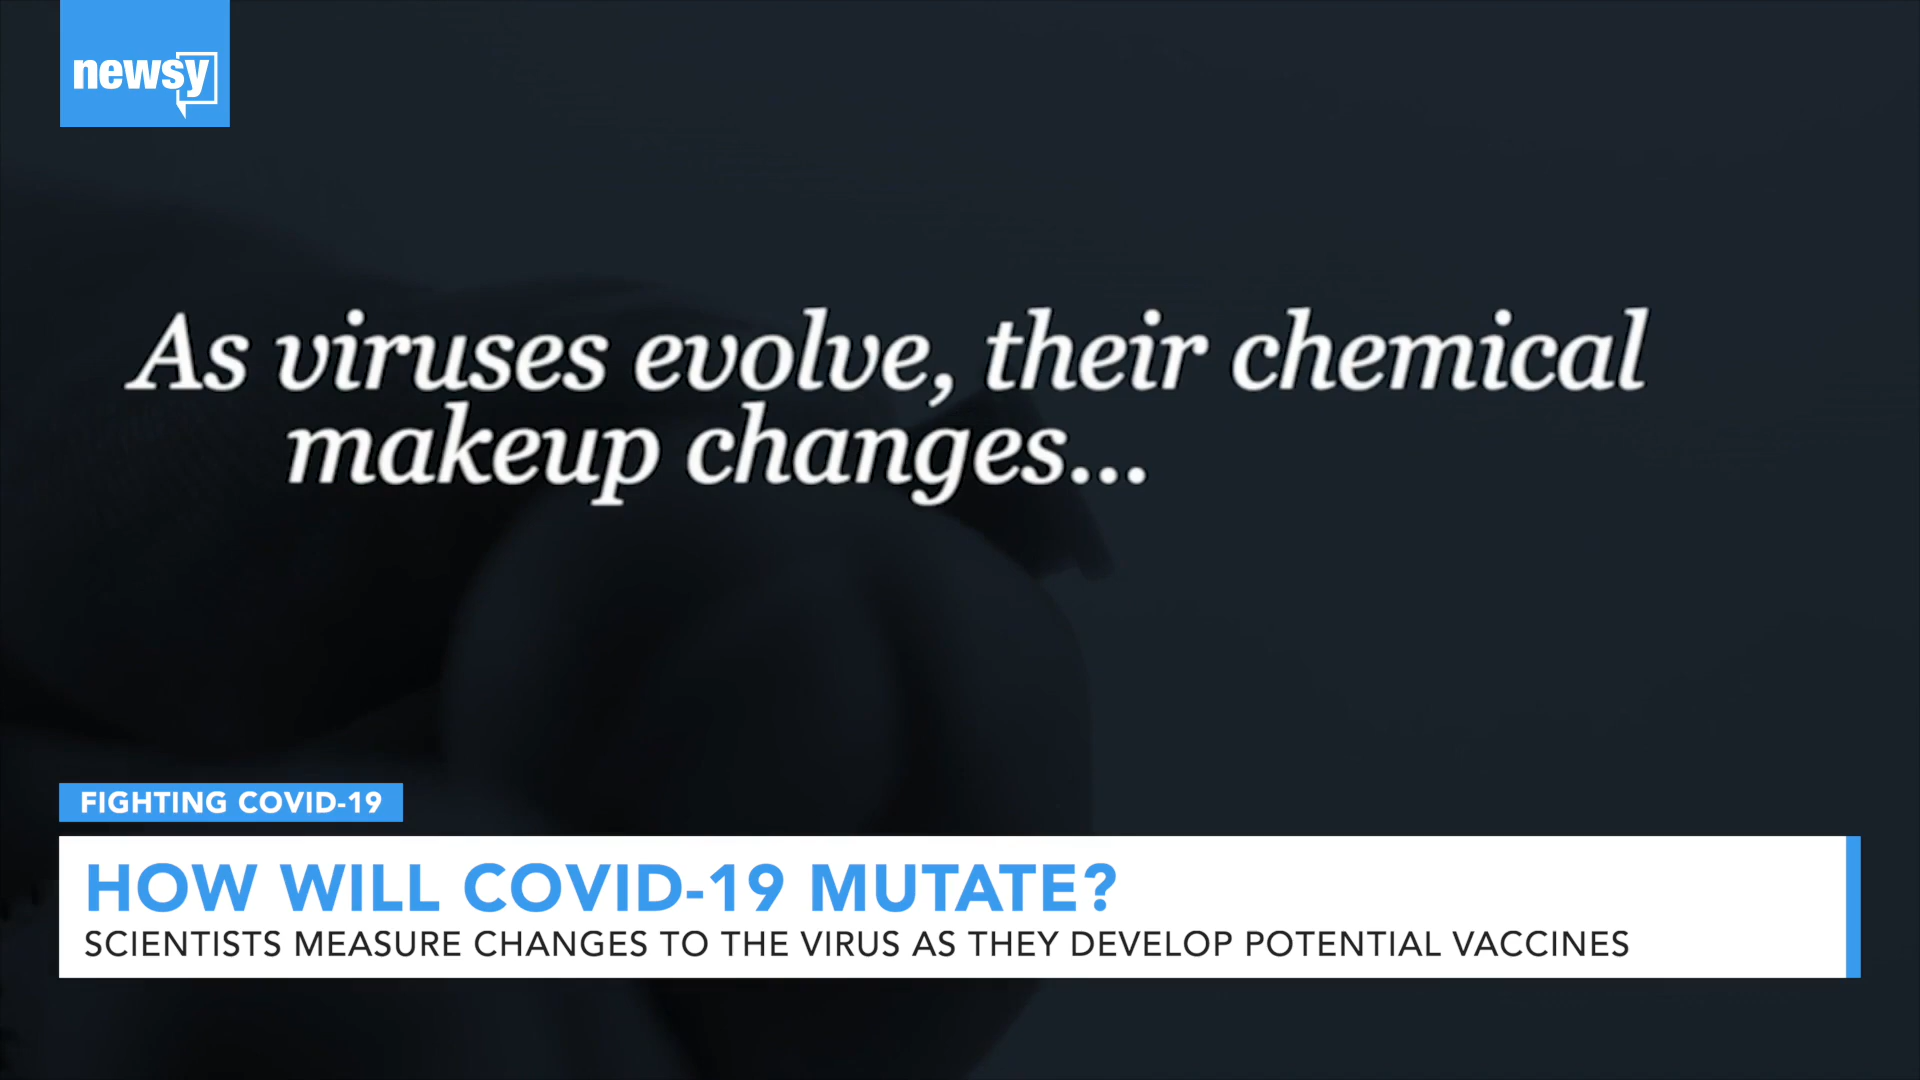 newsy
As viruses evolve, their chemical
makeup changes...
FIGHTING COVID-19
HOW WILL COVID-19 MUTATE?
SCIENTISTS MEASURE CHANGES TO THE VIRUS AS THEY DEVELOP POTENTIAL VACCINES